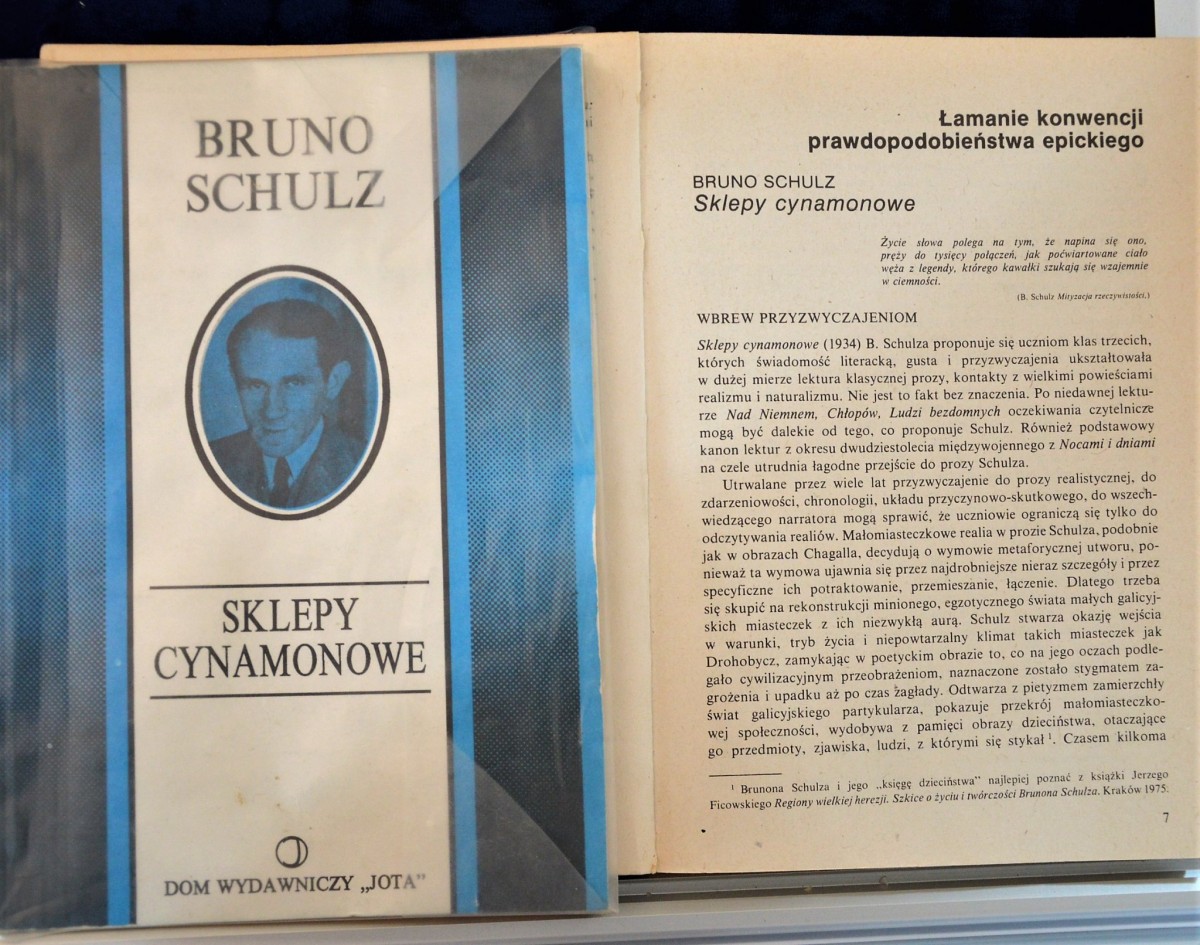 BRUNO
SCHULZ
SKLEPY
CYNAMONOWE
DOM WYDAWNICZY „JOTA”
Łamanie konwencji
prawdopodobieństwa epickiego
BRUNO SCHULZ
Sklepy cynamonowe
Życie słowa polega na tym, że napina się ono,
pręży do tysięcy połączeń, jak poćwiartowane ciało
węża z legendy, którego kawałki szukają się wzajemnie
w ciemności.
(B. Schulz Mityzacja rzeczywistości.)
WBREW PRZYZWYCZAJENIOM
Sklepy cynamonowe (1934) B. Schulza proponuje się uczniom klas trzecich,
których świadomość literacką, gusta i przyzwyczajenia ukształtowała
w dużej mierze lektura klasycznej prozy, kontakty z wielkimi powieściami
realizmu i naturalizmu. Nie jest to fakt bez znaczenia. Po niedawnej lektu-
rze Nad Niemnem, Chłopów, Ludzi bezdomnych oczekiwania czytelnicze
mogą być dalekie od tego, co proponuje Schulz. Również podstawowy
kanon lektur z okresu dwudziestolecia międzywojennego z Nocami i dniami
na czele utrudnia łagodne przejście do prozy Schulza.
Utrwalane przez wiele lat przyzwyczajenie do prozy realistycznej, do
zdarzeniowości, chronologii, układu przyczynowo-skutkowego, do wszech-
wiedzącego narratora mogą sprawić, że uczniowie ograniczą się tylko do
odczytywania realiów. Małomiasteczkowe realia w prozie Schulza, podobnie
jak w obrazach Chagalla, decydują o wymowie metaforycznej utworu, po-
nieważ ta wymowa ujawnia się przez najdrobniejsze nieraz szczegóły i przez
specyficzne ich potraktowanie, przemieszanie, łączenie. Dlatego trzeba
się skupić na rekonstrukcji minionego, egzotycznego świata małych galicyj-
skich miasteczek z ich niezwykłą aurą. Schulz stwarza okazję wejścia
w warunki, tryb życia i niepowtarzalny klimat takich miasteczek jak
Drohobycz, zamykając w poetyckim obrazie to, co na jego oczach podle-
gało cywilizacyjnym przeobrażeniom, naznaczone zostało stygmatem za-
grożenia i upadku aż po czas zagłady. Odtwarza z pietyzmem zamierzchły
świat galicyjskiego partykularza, pokazuje przekrój małomiasteczko-
wej społeczności, wydobywa z pamięci obrazy dzieciństwa, otaczające
go przedmioty, zjawiska, ludzi, z którymi się stykał¹. Czasem kilkoma
¹ Brunona Schulza i jego „księgę dzieciństwa” najlepiej poznać z książki Jerzego
Ficowskiego Regiony wielkiej herezji. Szkice o życiu i twórczości Brunona Schulza. Kraków 1975.
7